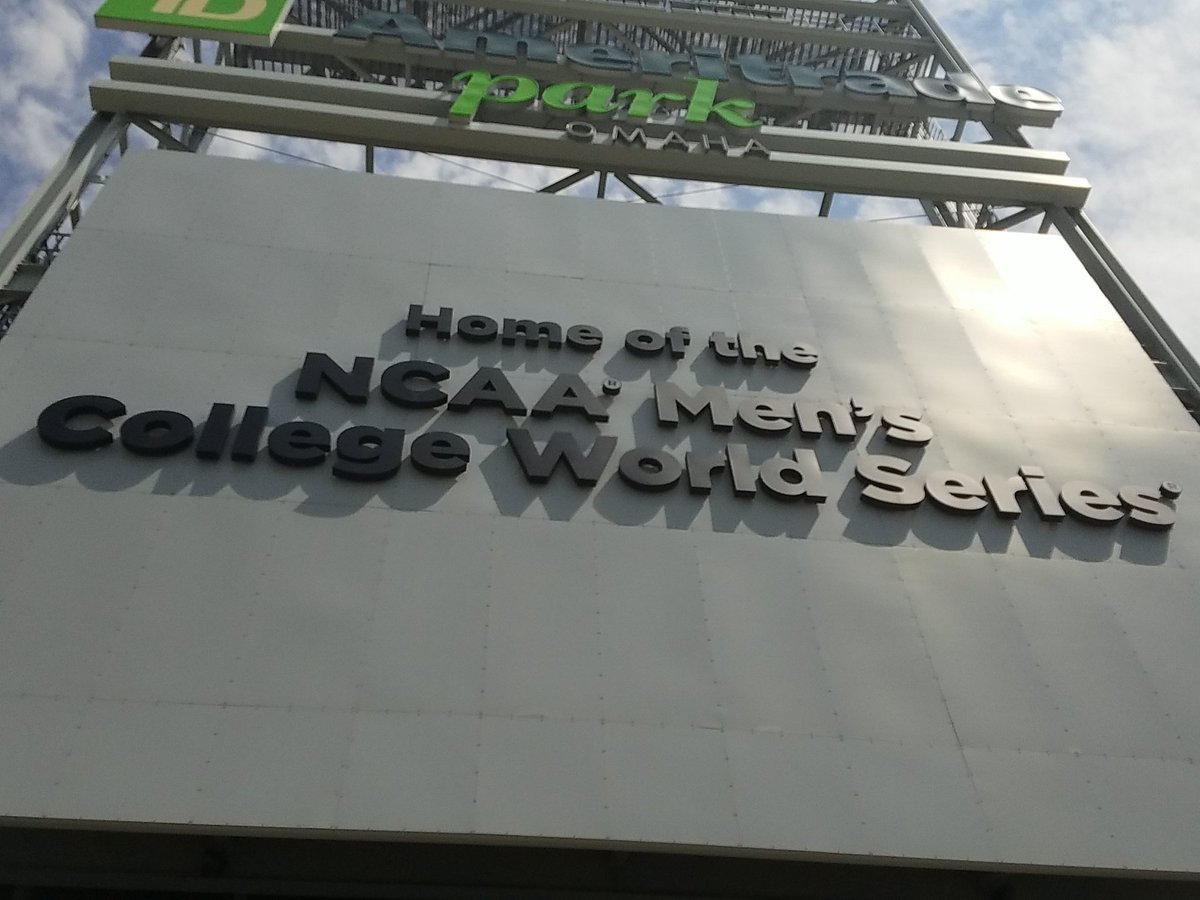 TD
Ameritrade
park
OMAHA
Home of the
NCAA® Men's
College World Series®